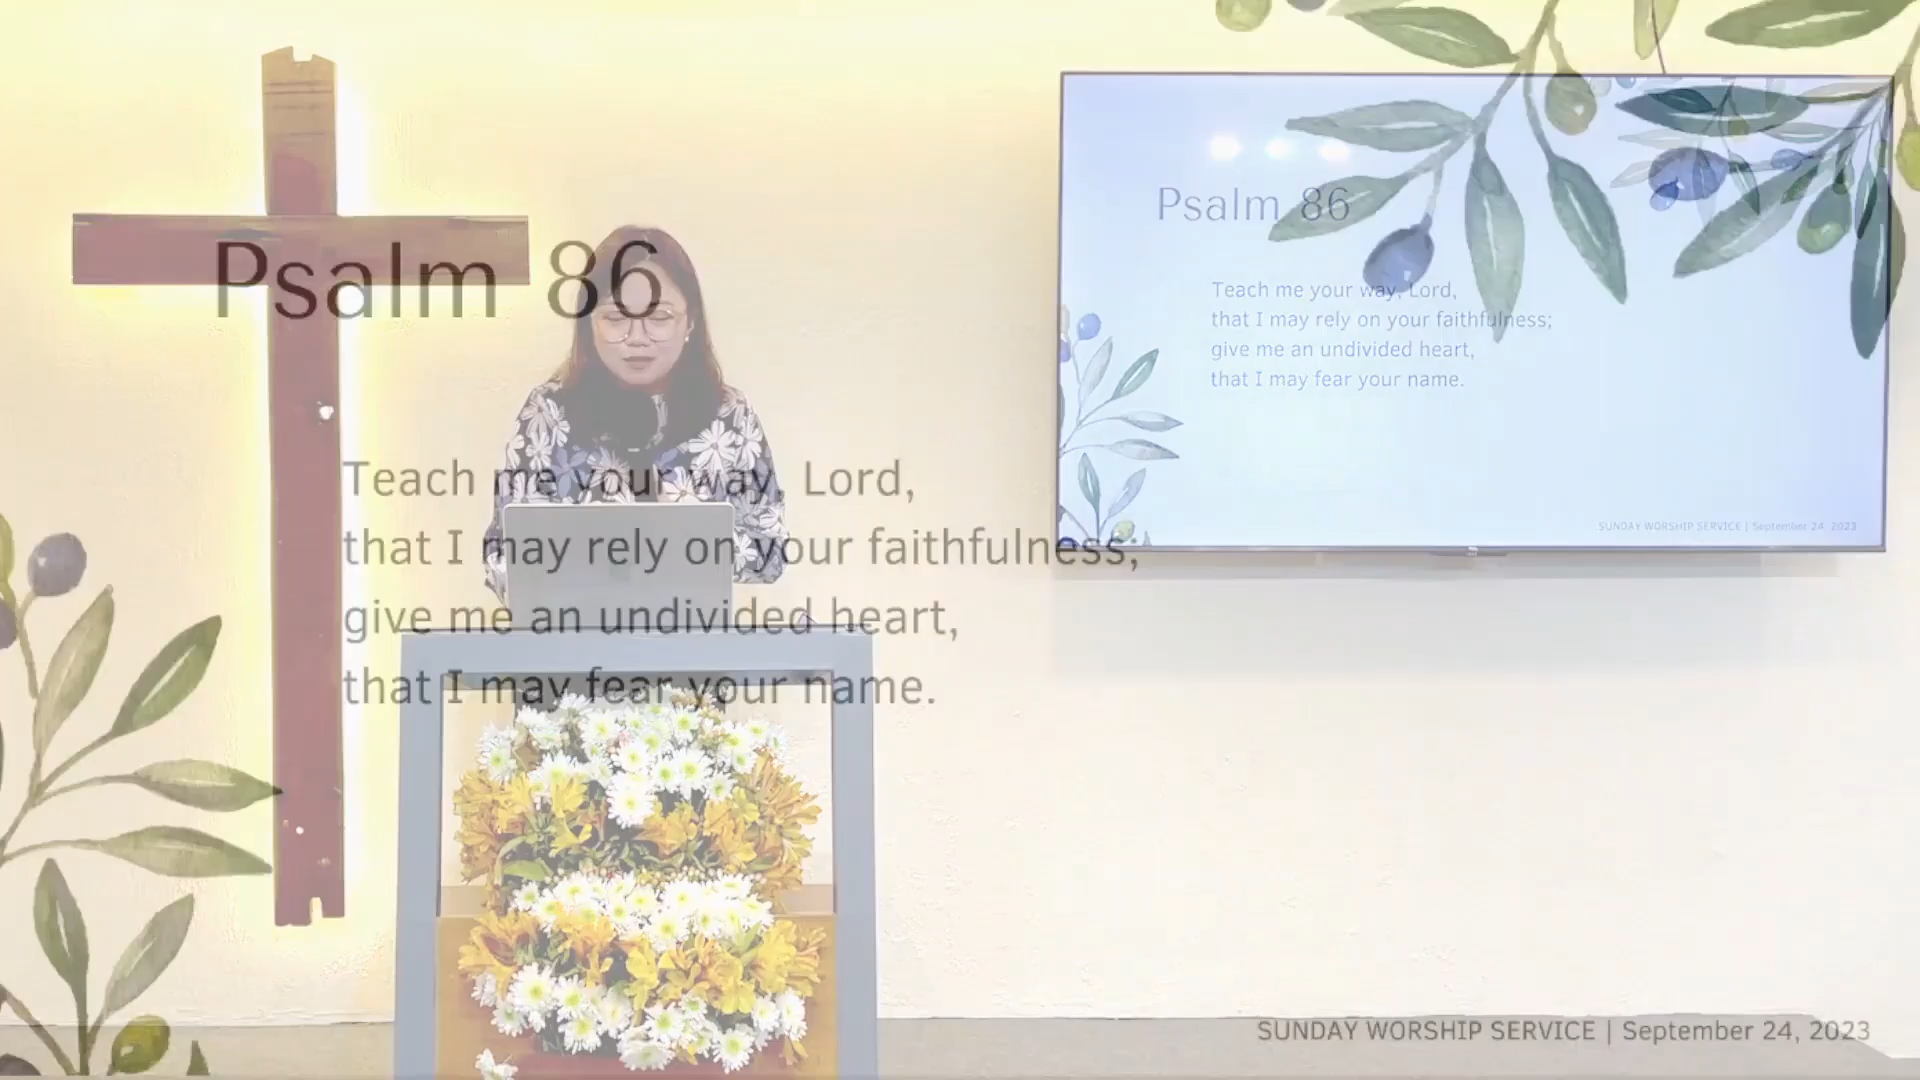 Psalm 86
Teach me your way, Lord,
that I may rely on your faithfulness;
give me an undivided heart,
that I may fear your name.
SUNDAY WORSHIP SERVICE | September 24, 2023
Psalm 86
Teach me your way, Lord,
that I may rely on your faithfulness;
give me an undivided heart,
that I may fear your name.
SUNDAY WORSHIP SERVICE | September 24, 2023